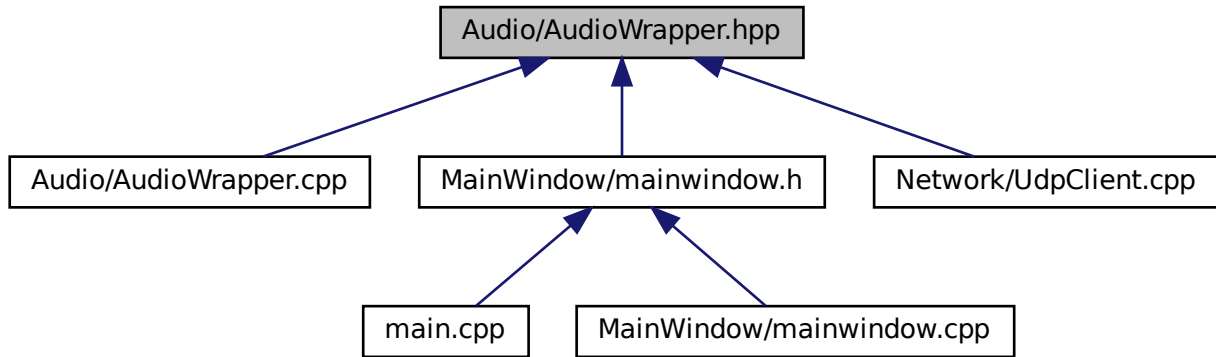 Audio/AudioWrapper.hpp
Audio/AudioWrapper.cpp
MainWindow/mainwindow.h
Network/UdpClient.cpp
main.cpp
MainWindow/mainwindow.cpp